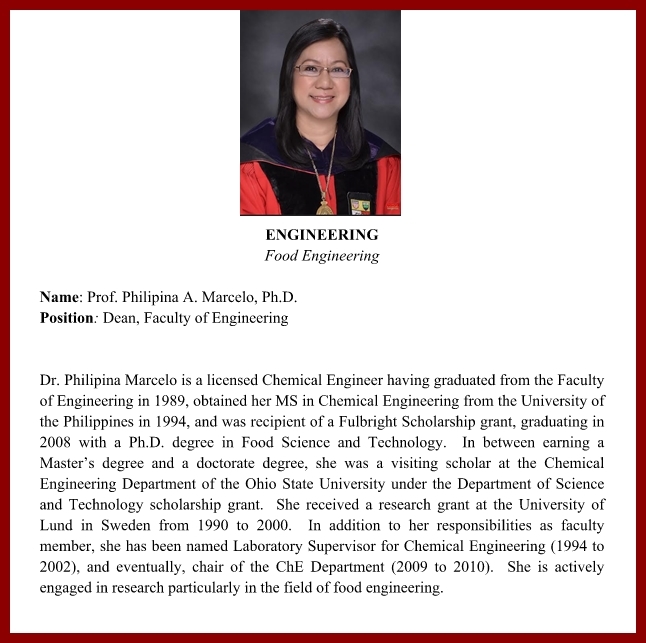 ENGINEERING
Food Engineering
Name: Prof. Philipina A. Marcelo, Ph.D.
Position: Dean, Faculty of Engineering
Dr. Philipina Marcelo is a licensed Chemical Engineer having graduated from the Faculty
of Engineering in 1989, obtained her MS in Chemical Engineering from the University of
the Philippines in 1994, and was recipient of a Fulbright Scholarship grant, graduating in
2008 with a Ph.D. degree in Food Science and Technology.  In between earning a
Master's degree and a doctorate degree, she was a visiting scholar at the Chemical
Engineering Department of the Ohio State University under the Department of Science
and Technology scholarship grant.  She received a research grant at the University of
Lund in Sweden from 1990 to 2000.  In addition to her responsibilities as faculty
member, she has been named Laboratory Supervisor for Chemical Engineering (1994 to
2002), and eventually, chair of the ChE Department (2009 to 2010).  She is actively
engaged in research particularly in the field of food engineering.